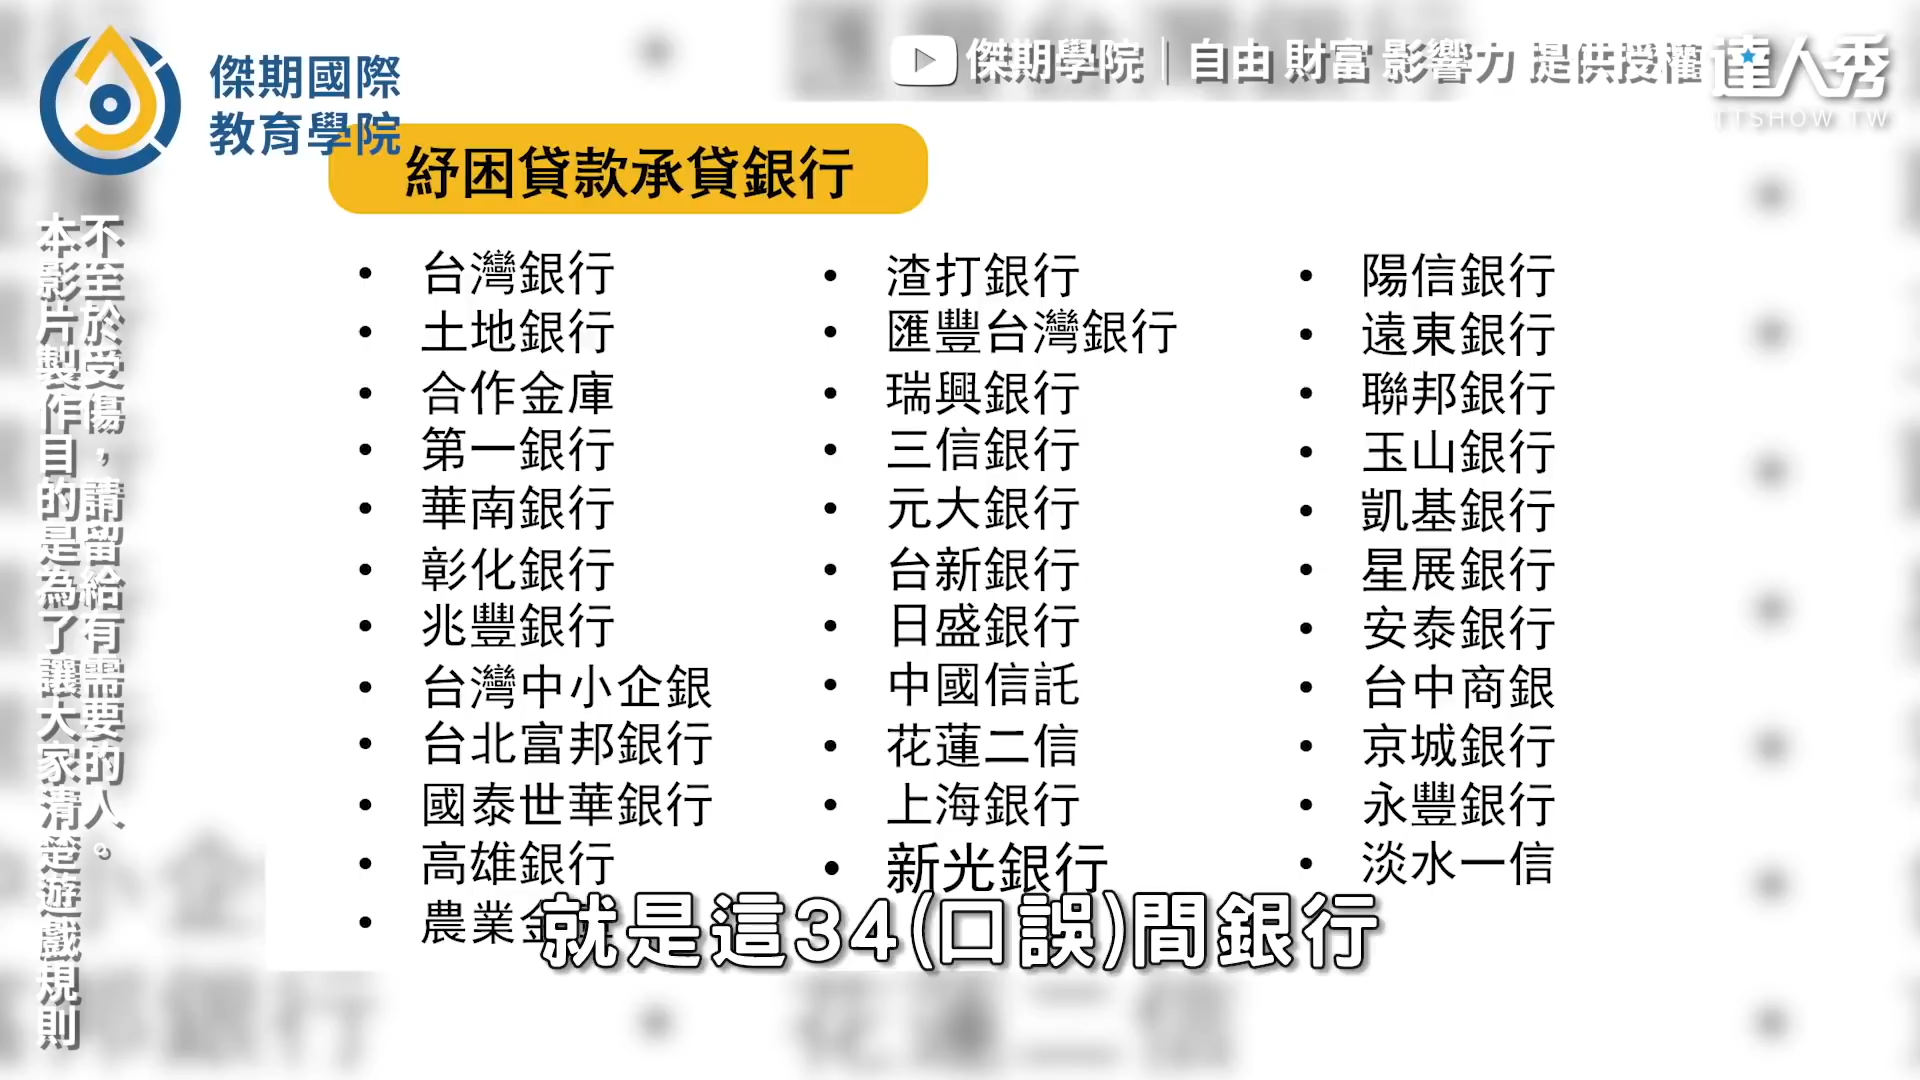 傑期國際
教育學院
傑期學院｜自由 財富 影響力 提供授權
達人秀
TTSHOW.TW
紓困貸款承貸銀行
• 台灣銀行
• 土地銀行
• 合作金庫
• 第一銀行
• 華南銀行
• 彰化銀行
• 兆豐銀行
• 台灣中小企銀
• 台北富邦銀行
• 國泰世華銀行
• 高雄銀行
• 農業金
• 渣打銀行
• 匯豐台灣銀行
• 瑞興銀行
• 三信銀行
• 元大銀行
• 台新銀行
• 日盛銀行
• 中國信託
• 花蓮二信
• 上海銀行
• 新光銀行
• 陽信銀行
• 遠東銀行
• 聯邦銀行
• 玉山銀行
• 凱基銀行
• 星展銀行
• 安泰銀行
• 台中商銀
• 京城銀行
• 永豐銀行
• 淡水一信
不至於受傷，請留給有需要的人。
本影片製作目的是為了讓大家清楚遊戲規則
就是這34(口誤)間銀行
花蓮二信